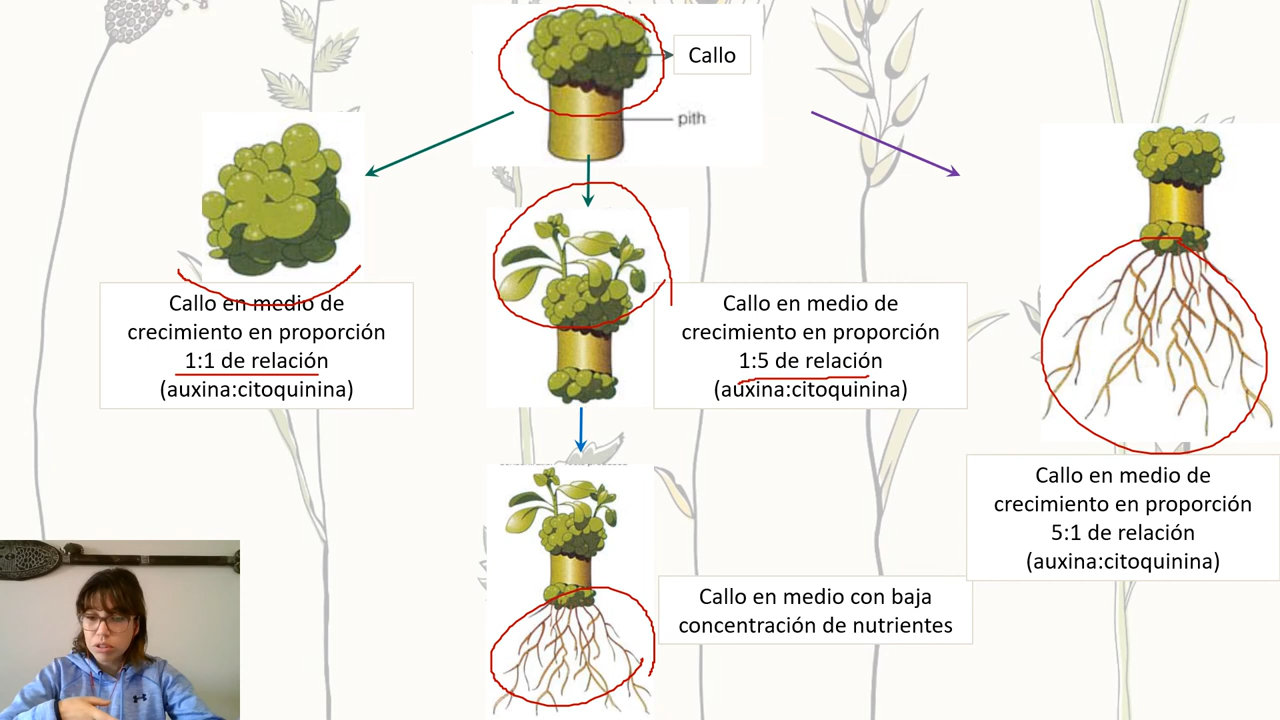 Callo
pith
Callo en medio de
crecimiento en proporción
1:1 de relación
(auxina:citoquinina)
Callo en medio de
crecimiento en proporción
1:5 de relación
(auxina:citoquinina)
Callo en medio de
crecimiento en proporción
5:1 de relación
(auxina:citoquinina)
Callo en medio con baja
concentración de nutrientes